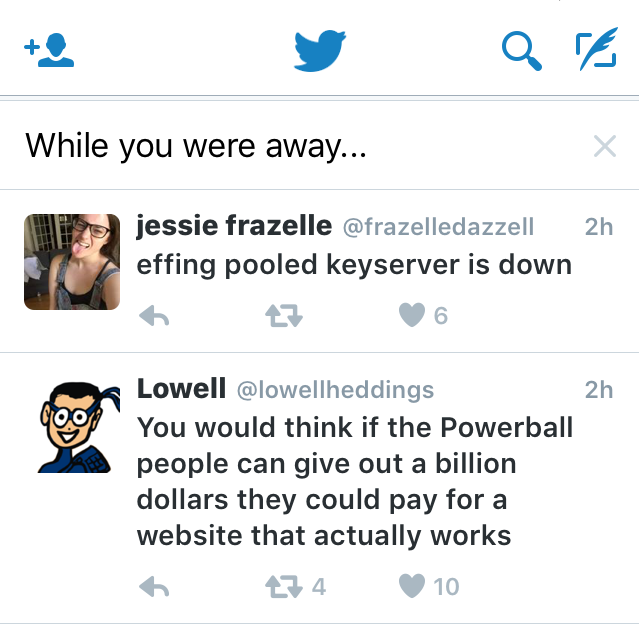 While you were away...
jessie frazelle @frazelledazzell 2h
effing pooled keyserver is down
6
Lowell @lowellheddings 2h
You would think if the Powerball
people can give out a billion
dollars they could pay for a
website that actually works
4 10